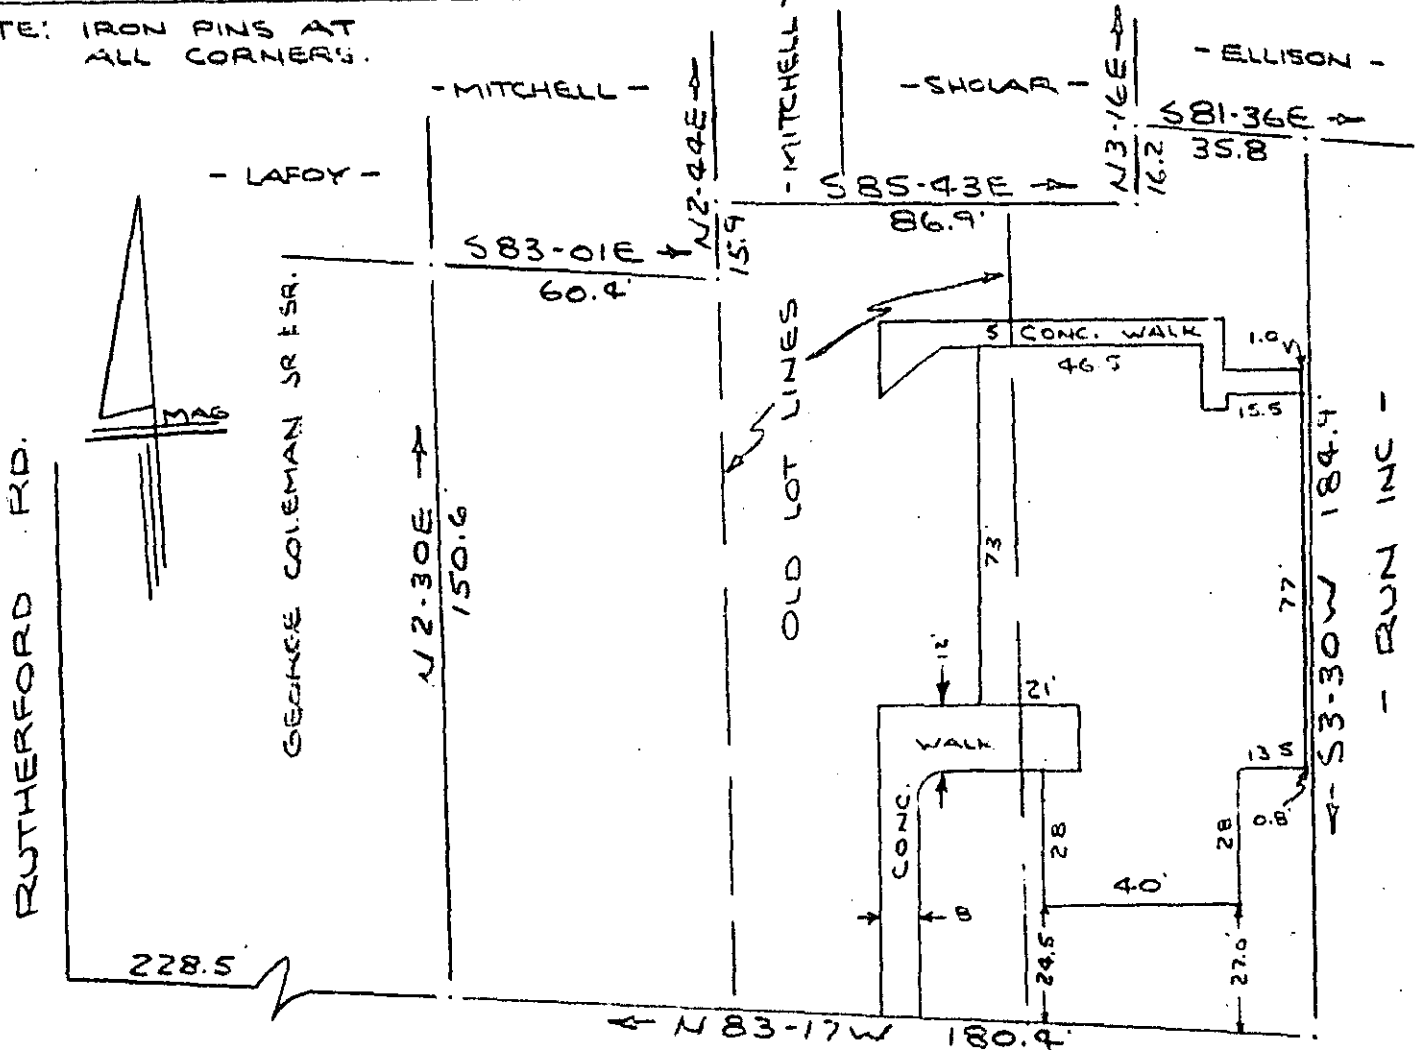 TE: IRON PINS AT
ALL CORNERS.
- MITCHELL -
- MITCHELL -
- SHOLAR -
- ELLISON -
- LAFOY -
N2-44E
15.9
N3-16E
16.2
S81-36E
35.8
S85-43E
86.9'
S83-01E
60.4'
GEORGE COLEMAN JR & SR.
MAG
RUTHERFORD RD.
N2-30E
150.6
OLD LOT LINES
5 CONC. WALK
46.5
1.0
15.5
73'
77'
S3-30W 184.4'
- RUN INC -
12'
21'
WALK
CONC.
13.5
0.8'
28
28
40'
8
24.5
27.0'
228.5
N83-17W 180.4'